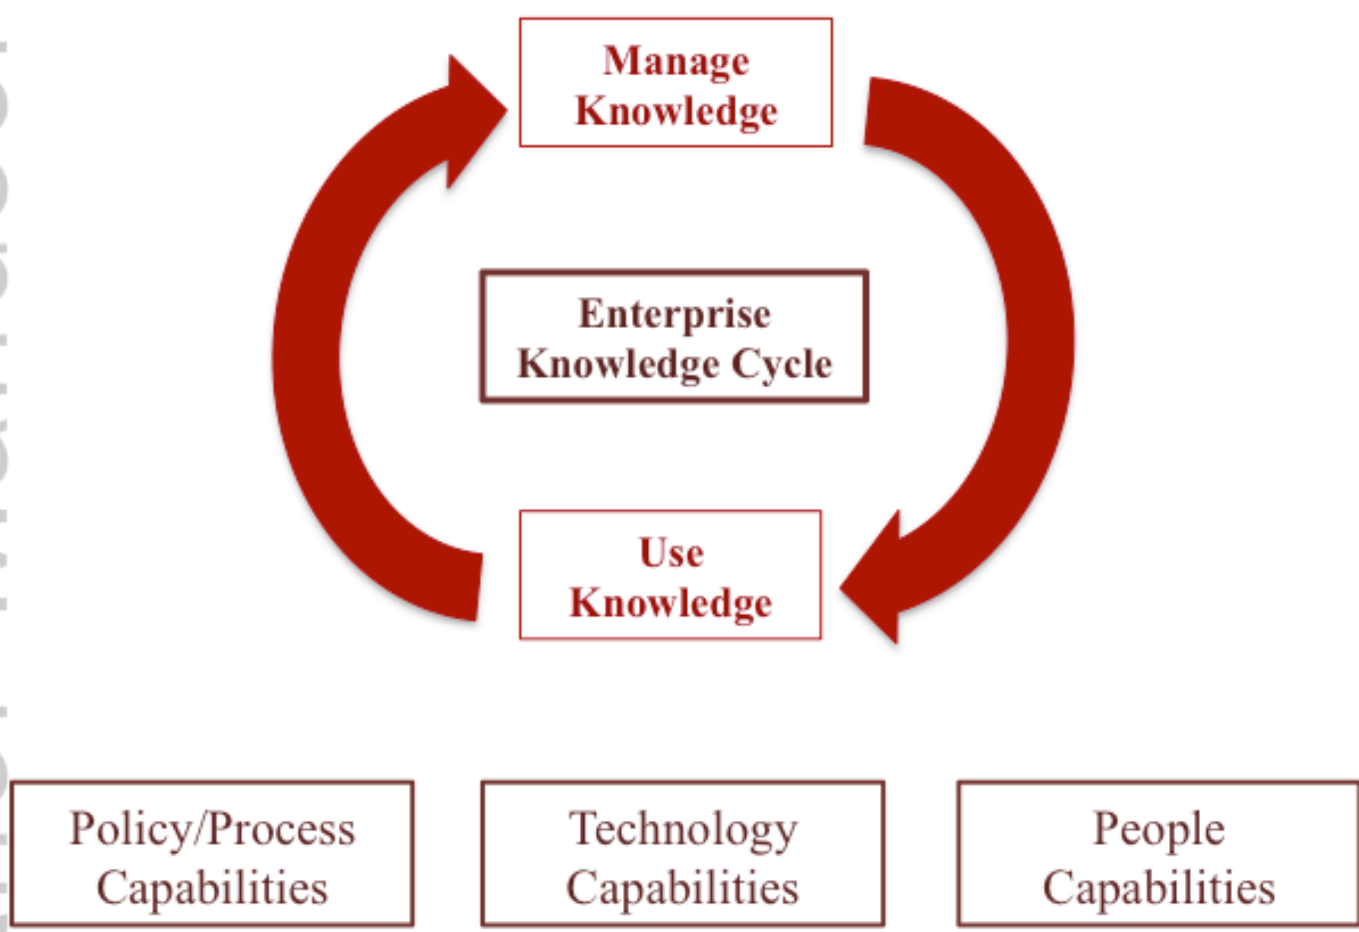 Manage
Knowledge
Enterprise
Knowledge Cycle
Use
Knowledge
Policy/Process
Capabilities
Technology
Capabilities
People
Capabilities